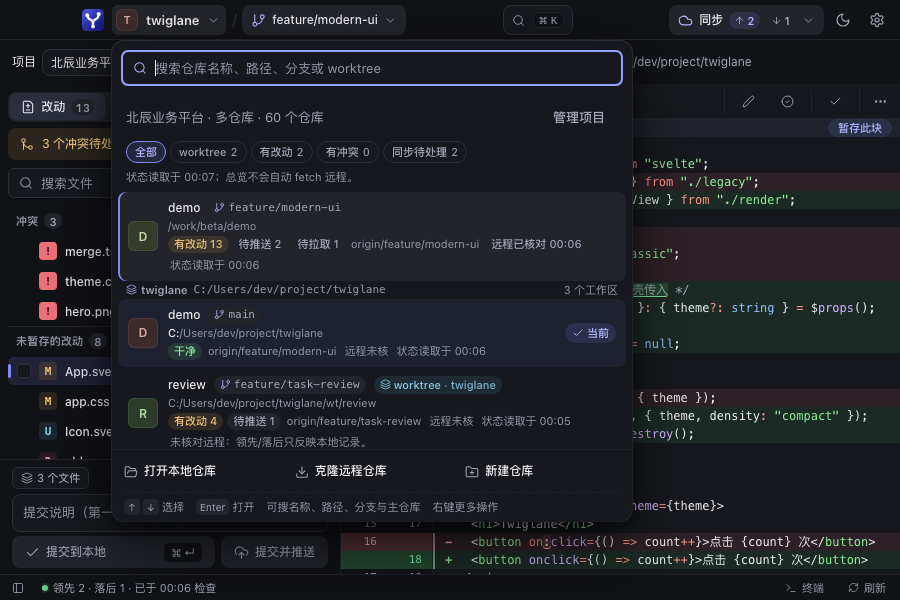 T twiglane / feature/modern-ui ⌘ K 同步 ↑ 2 ↓ 1
项目 北辰业务平
/dev/project/twiglane
搜索仓库名称、路径、分支或 worktree
改动 13
北辰业务平台 · 多仓库 · 60 个仓库 管理项目
暂存此块
3 个冲突待处
全部 worktree 2 有改动 2 有冲突 0 同步待处理 2
"svelte";
状态读取于 00:07；总览不会自动 fetch 远程。
搜索文件
} from "./legacy";
View } from "./render";
冲突 3
demo feature/modern-ui
/work/beta/demo
D
有改动 13 待推送 2 待拉取 1 origin/feature/modern-ui 远程已核对 00:06
状态读取于 00:06
assic";
! merge.t
! theme.c
! hero.pn
twiglane C:/Users/dev/project/twiglane 3 个工作区
壳传入 */
}: { theme?: string } = $props();
demo main
D
C:/Users/dev/project/twiglane
当前
干净 origin/feature/modern-ui 远程未核 状态读取于 00:06
= null;
未暂存的改动 8
M App.sve
M app.css
U Icon.sve
review feature/task-review worktree · twiglane
R
C:/Users/dev/project/twiglane/wt/review
有改动 4 待推送 1 origin/feature/task-review 远程未核 状态读取于 00:05
未核对远程：领先/落后只反映本地记录。
{ theme });
, { theme, density: "compact" });
estroy();
打开本地仓库 克隆远程仓库 新建仓库
↑ ↓ 选择 Enter 打开 可搜名称、路径、分支与主仓库 右键更多操作
3 个文件
提交说明（第一
heme={theme}>
15 17 <h1>Twiglane</h1>
16 − <button on:click={() => count++}>点击 {count} 次</button>
18 + <button onclick={() => count++}>点击 {count} 次</button>
提交到本地 ⌘ ↵ 提交并推送
领先 2 · 落后 1 · 已于 00:06 检查 终端 刷新